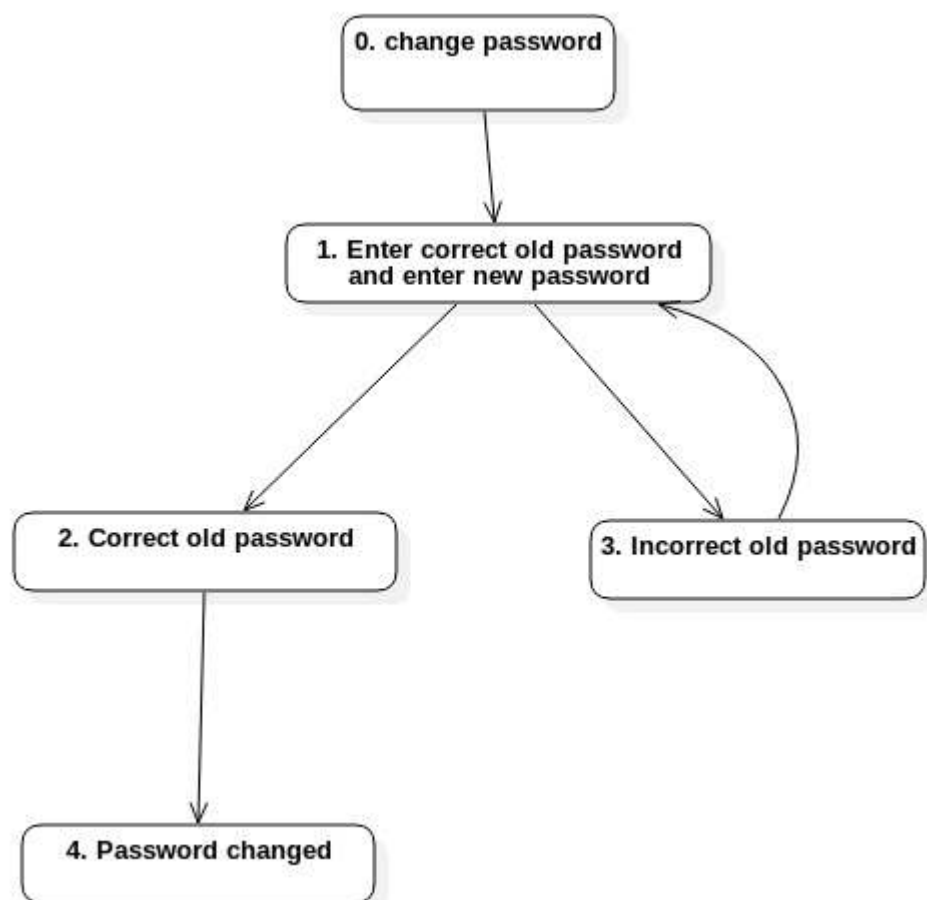 0. change password
1. Enter correct old password
and enter new password
2. Correct old password
3. Incorrect old password
4. Password changed